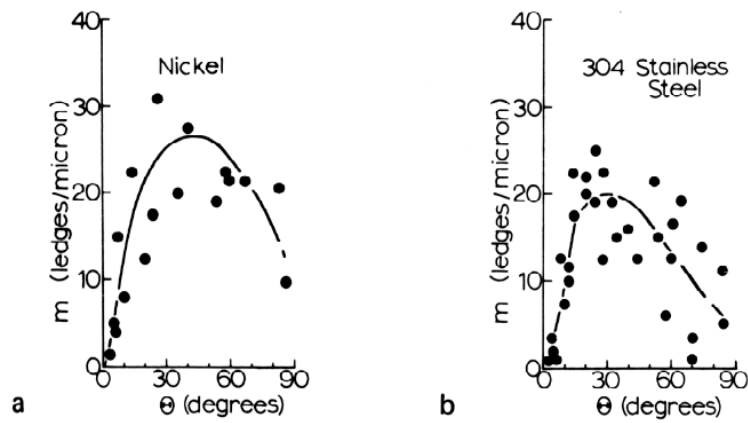 40
30
20
10
0
m (ledges/micron)
Nickel
0 30 60 90
Θ (degrees)
a
40
30
20
10
0
m (ledges/micron)
304 Stainless
Steel
0 30 60 90
Θ (degrees)
b